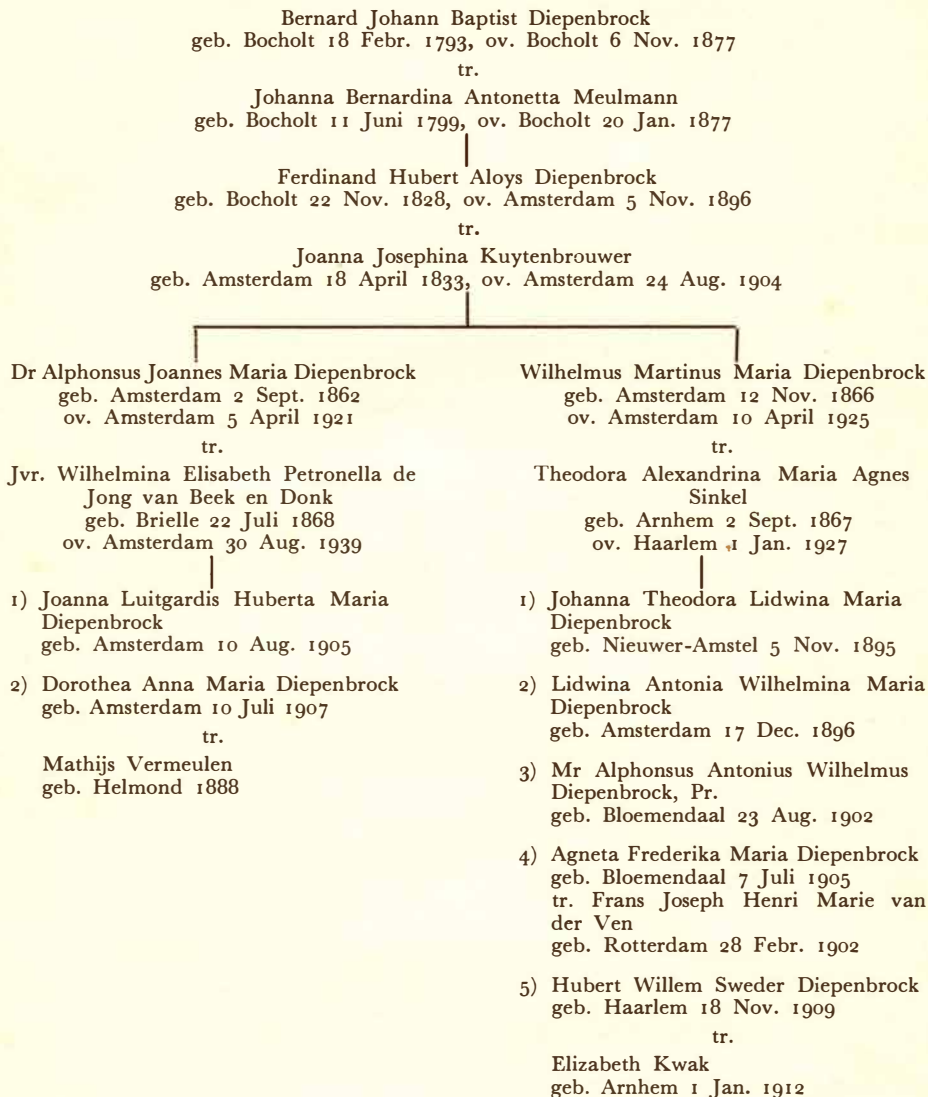 Bernard Johann Baptist Diepenbrock
geb. Bocholt 18 Febr. 1793, ov. Bocholt 6 Nov. 1877
tr.
Johanna Bernardina Antonetta Meulmann
geb. Bocholt 11 Juni 1799, ov. Bocholt 20 Jan. 1877
Ferdinand Hubert Aloys Diepenbrock
geb. Bocholt 22 Nov. 1828, ov. Amsterdam 5 Nov. 1896
tr.
Joanna Josephina Kuytenbrouwer
geb. Amsterdam 18 April 1833, ov. Amsterdam 24 Aug. 1904
Dr Alphonsus Joannes Maria Diepenbrock
geb. Amsterdam 2 Sept. 1862
ov. Amsterdam 5 April 1921
tr.
Jvr. Wilhelmina Elisabeth Petronella de
Jong van Beek en Donk
geb. Brielle 22 Juli 1868
ov. Amsterdam 30 Aug. 1939
1) Joanna Luitgardis Huberta Maria
Diepenbrock
geb. Amsterdam 10 Aug. 1905
2) Dorothea Anna Maria Diepenbrock
geb. Amsterdam 10 Juli 1907
tr.
Mathijs Vermeulen
geb. Helmond 1888
Wilhelmus Martinus Maria Diepenbrock
geb. Amsterdam 12 Nov. 1866
ov. Amsterdam 10 April 1925
tr.
Theodora Alexandrina Maria Agnes
Sinkel
geb. Arnhem 2 Sept. 1867
ov. Haarlem 1 Jan. 1927
1) Johanna Theodora Lidwina Maria
Diepenbrock
geb. Nieuwer-Amstel 5 Nov. 1895
2) Lidwina Antonia Wilhelmina Maria
Diepenbrock
geb. Amsterdam 17 Dec. 1896
3) Mr Alphonsus Antonius Wilhelmus
Diepenbrock, Pr.
geb. Bloemendaal 23 Aug. 1902
4) Agneta Frederika Maria Diepenbrock
geb. Bloemendaal 7 Juli 1905
tr. Frans Joseph Henri Marie van
der Ven
geb. Rotterdam 28 Febr. 1902
5) Hubert Willem Sweder Diepenbrock
geb. Haarlem 18 Nov. 1909
tr.
Elizabeth Kwak
geb. Arnhem 1 Jan. 1912